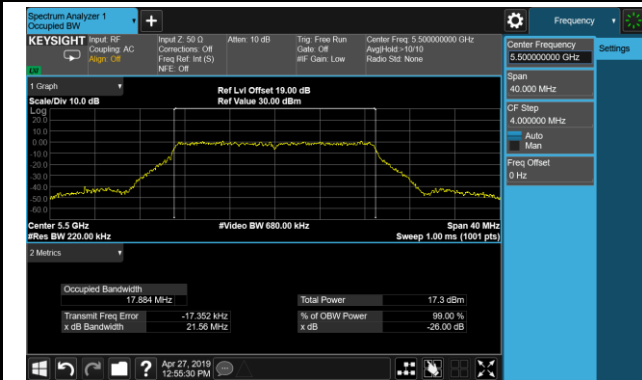 Spectrum Analyzer 1
Occupied BW
+
Frequency
KEYSIGHT
Input: RF
Coupling: AC
Align: Off
Input Z: 50 Ω
Corrections: Off
Freq Ref: Int (S)
NFE: Off
Atten: 10 dB
Trig: Free Run
Gate: Off
#IF Gain: Low
Center Freq: 5.500000000 GHz
Avg|Hold:>10/10
Radio Std: None
Center Frequency
5.500000000 GHz
Settings
Span
40.000 MHz
CF Step
4.000000 MHz
Auto
Man
Freq Offset
0 Hz
1 Graph
Scale/Div 10.0 dB
Ref Lvl Offset 19.00 dB
Ref Value 30.00 dBm
Log
20.0
10.0
0.00
-10.0
-20.0
-30.0
-40.0
-50.0
-60.0
Center 5.5 GHz
#Res BW 220.00 kHz
#Video BW 680.00 kHz
Span 40 MHz
Sweep 1.00 ms (1001 pts)
2 Metrics
Occupied Bandwidth
17.884 MHz
Total Power 17.3 dBm
Transmit Freq Error -17.352 kHz
% of OBW Power 99.00 %
x dB Bandwidth 21.56 MHz
x dB -26.00 dB
?
Apr 27, 2019
12:55:30 PM